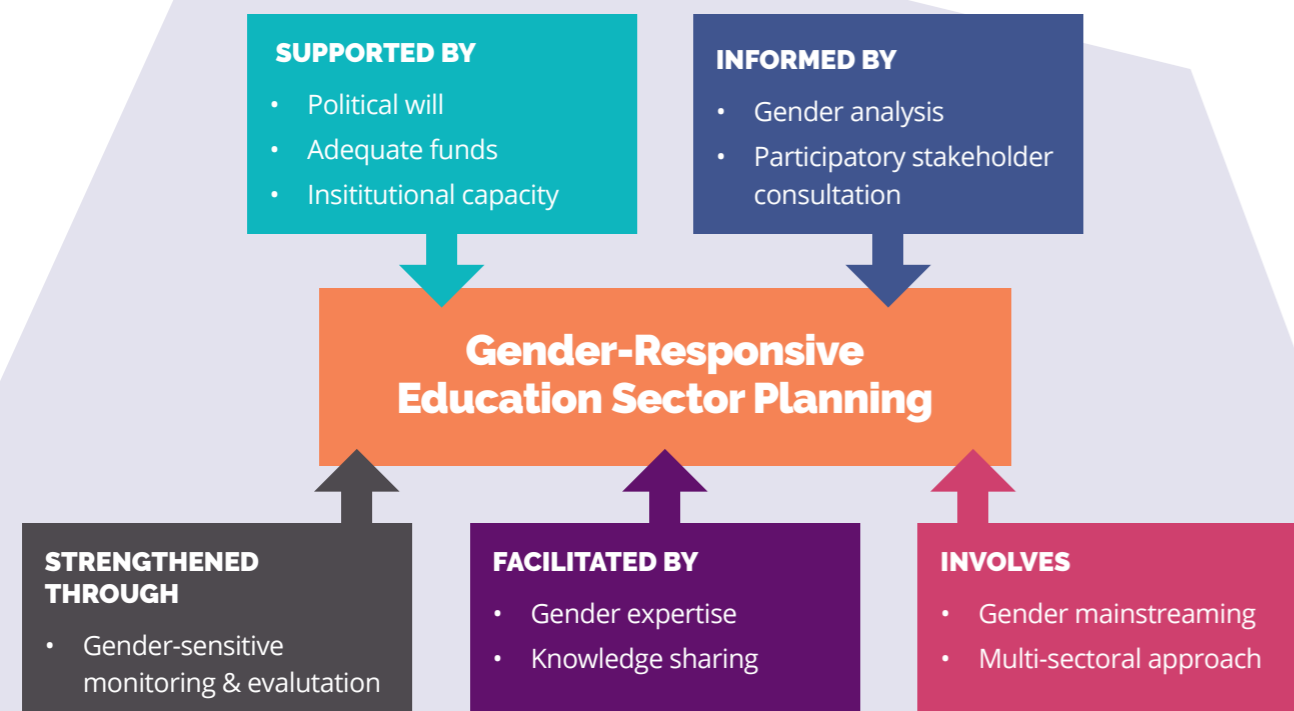 SUPPORTED BY
• Political will
• Adequate funds
• Insititutional capacity
INFORMED BY
• Gender analysis
• Participatory stakeholder
consultation
Gender-Responsive
Education Sector Planning
STRENGTHENED
THROUGH
• Gender-sensitive
monitoring & evalutation
FACILITATED BY
• Gender expertise
• Knowledge sharing
INVOLVES
• Gender mainstreaming
• Multi-sectoral approach